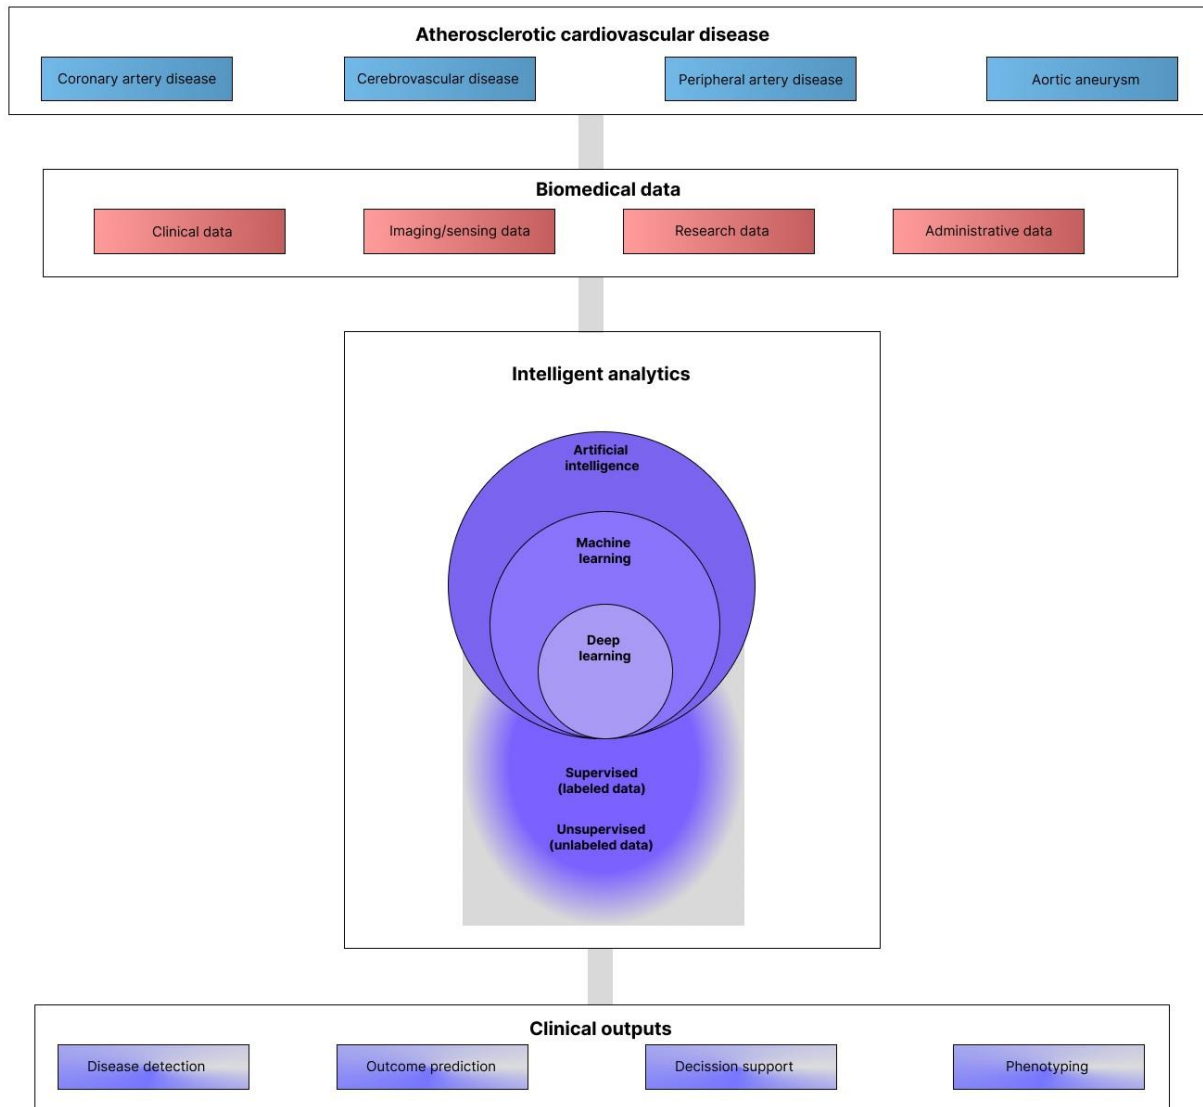 Atherosclerotic cardiovascular disease
Coronary artery disease
Cerebrovascular disease
Peripheral artery disease
Aortic aneurysm
Biomedical data
Clinical data
Imaging/sensing data
Research data
Administrative data
Intelligent analytics
Artificial
intelligence
Machine
learning
Deep
learning
Supervised
(labeled data)
Unsupervised
(unlabeled data)
Clinical outputs
Disease detection
Outcome prediction
Decission support
Phenotyping